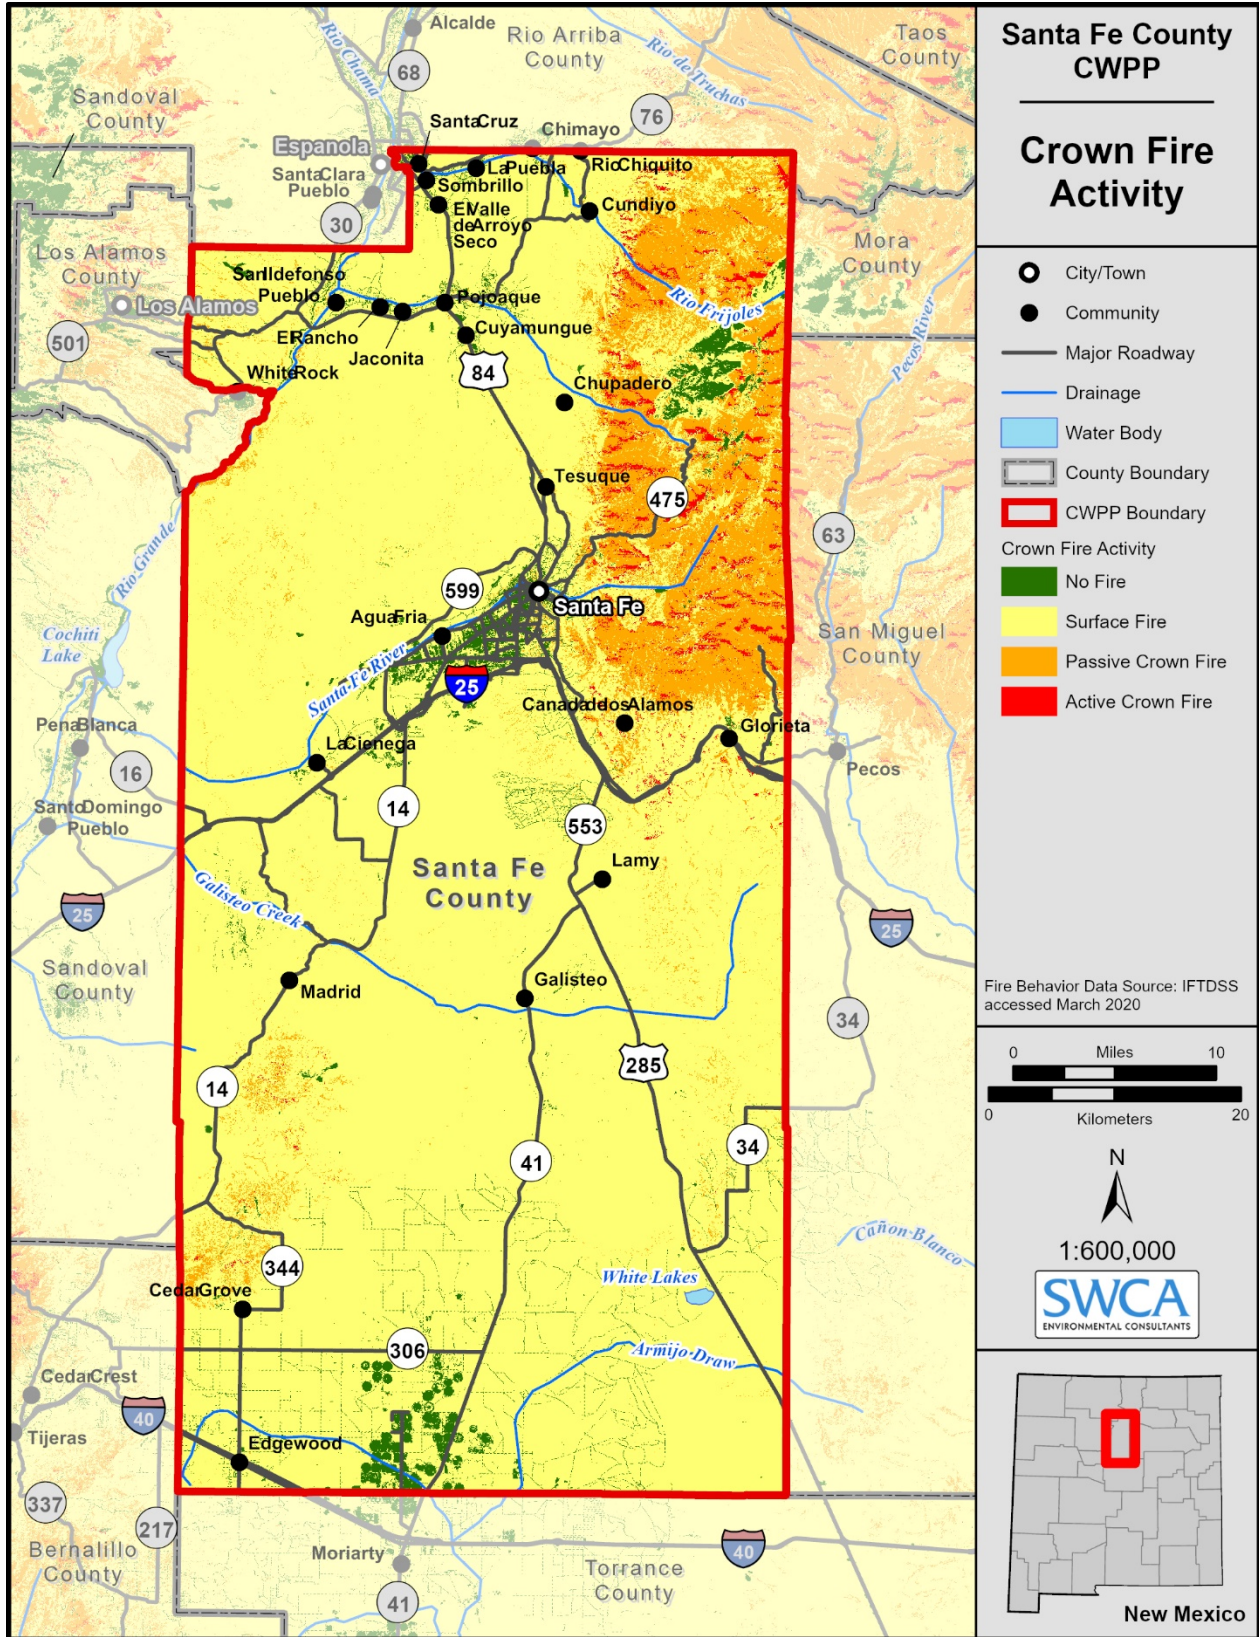 Alcalde
Rio Arriba
County
Taos
County
Rio Chama
68
Rio de Truchas
Sandoval
County
76
SantaCruz
Chimayo
Espanola
La Puebla
RioChiquito
SantaClara
Pueblo
Sombrillo
30
El Valle
de Arroyo
Seco
Cundiyo
Los Alamos
County
Mora
County
SanIldefonso
Pueblo
Los Alamos
Pojoaque
Rio Frijoles
Pecos River
ElRancho
Jaconita
Cuyamungue
501
WhiteRock
84
Chupadero
Tesuque
475
Rio Grande
63
599
AguaFria
Santa Fe
Cochiti
Lake
San Miguel
County
Santa Fe River
25
CanadadelosAlamos
Glorieta
PenaBlanca
LaCienega
Pecos
16
14
SantoDomingo
Pueblo
553
Santa Fe
County
Lamy
Galisteo Creek
25
25
Sandoval
County
Madrid
Galisteo
34
285
14
41
34
Cañon Blanco
344
White Lakes
CedarGrove
306
Armijo Draw
CedarCrest
40
Tijeras
Edgewood
337
217
Bernalillo
County
Moriarty
40
Torrance
County
41
Santa Fe County
CWPP
Crown Fire
Activity
City/Town
Community
Major Roadway
Drainage
Water Body
County Boundary
CWPP Boundary
Crown Fire Activity
No Fire
Surface Fire
Passive Crown Fire
Active Crown Fire
Fire Behavior Data Source: IFTDSS
accessed March 2020
0 Miles 10
0 Kilometers 20
N
1:600,000
SWCA
ENVIRONMENTAL CONSULTANTS
New Mexico